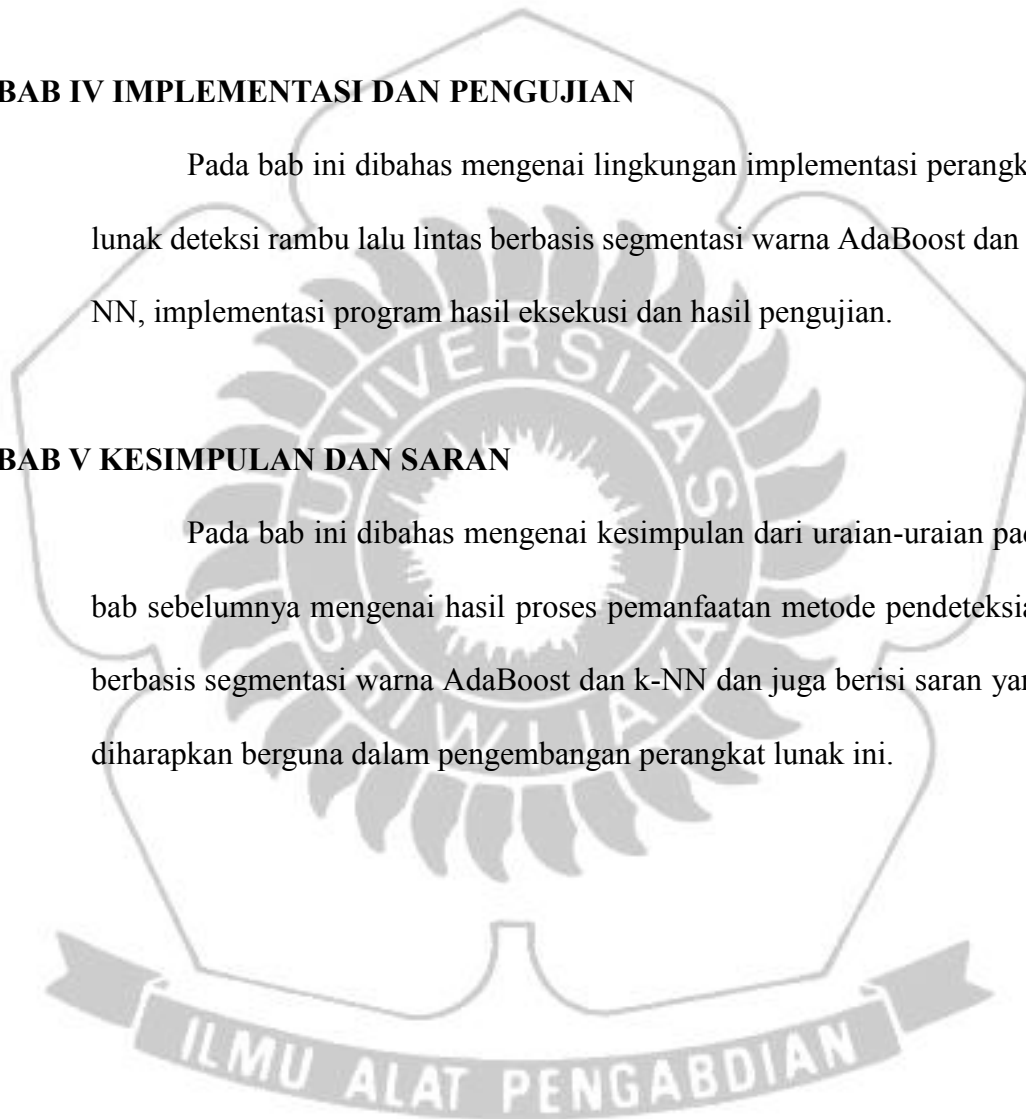 BAB IV IMPLEMENTASI DAN PENGUJIAN
Pada bab ini dibahas mengenai lingkungan implementasi perangk
lunak deteksi rambu lalu lintas berbasis segmentasi warna AdaBoost dan
NN, implementasi program hasil eksekusi dan hasil pengujian.
BAB V KESIMPULAN DAN SARAN
Pada bab ini dibahas mengenai kesimpulan dari uraian-uraian pad
bab sebelumnya mengenai hasil proses pemanfaatan metode pendeteksia
berbasis segmentasi warna AdaBoost dan k-NN dan juga berisi saran yan
diharapkan berguna dalam pengembangan perangkat lunak ini.
UNIVERSITAS
SRIWIJAYA
ILMU ALAT PENGABDIAN